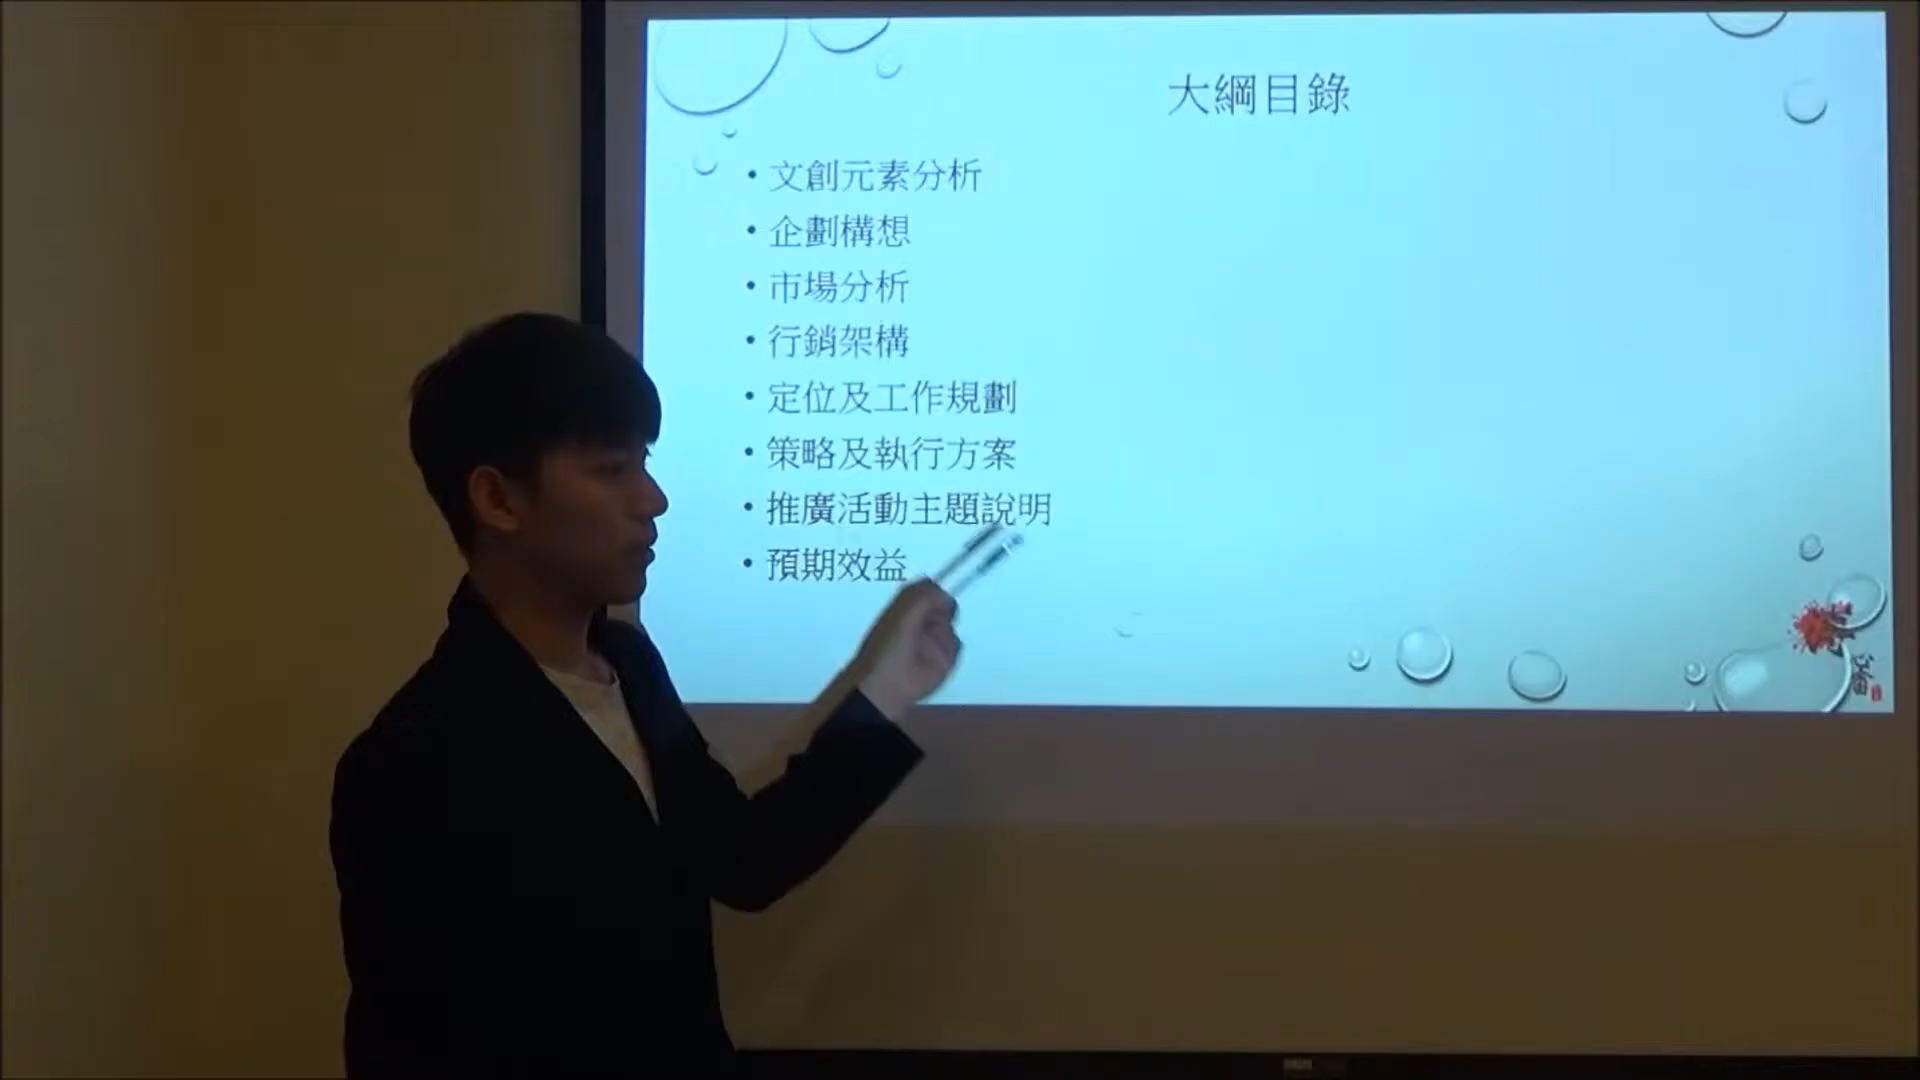 大綱目錄
• 文創元素分析
• 企劃構想
• 市場分析
• 行銷架構
• 定位及工作規劃
• 策略及執行方案
• 推廣活動主題說明
• 預期效益